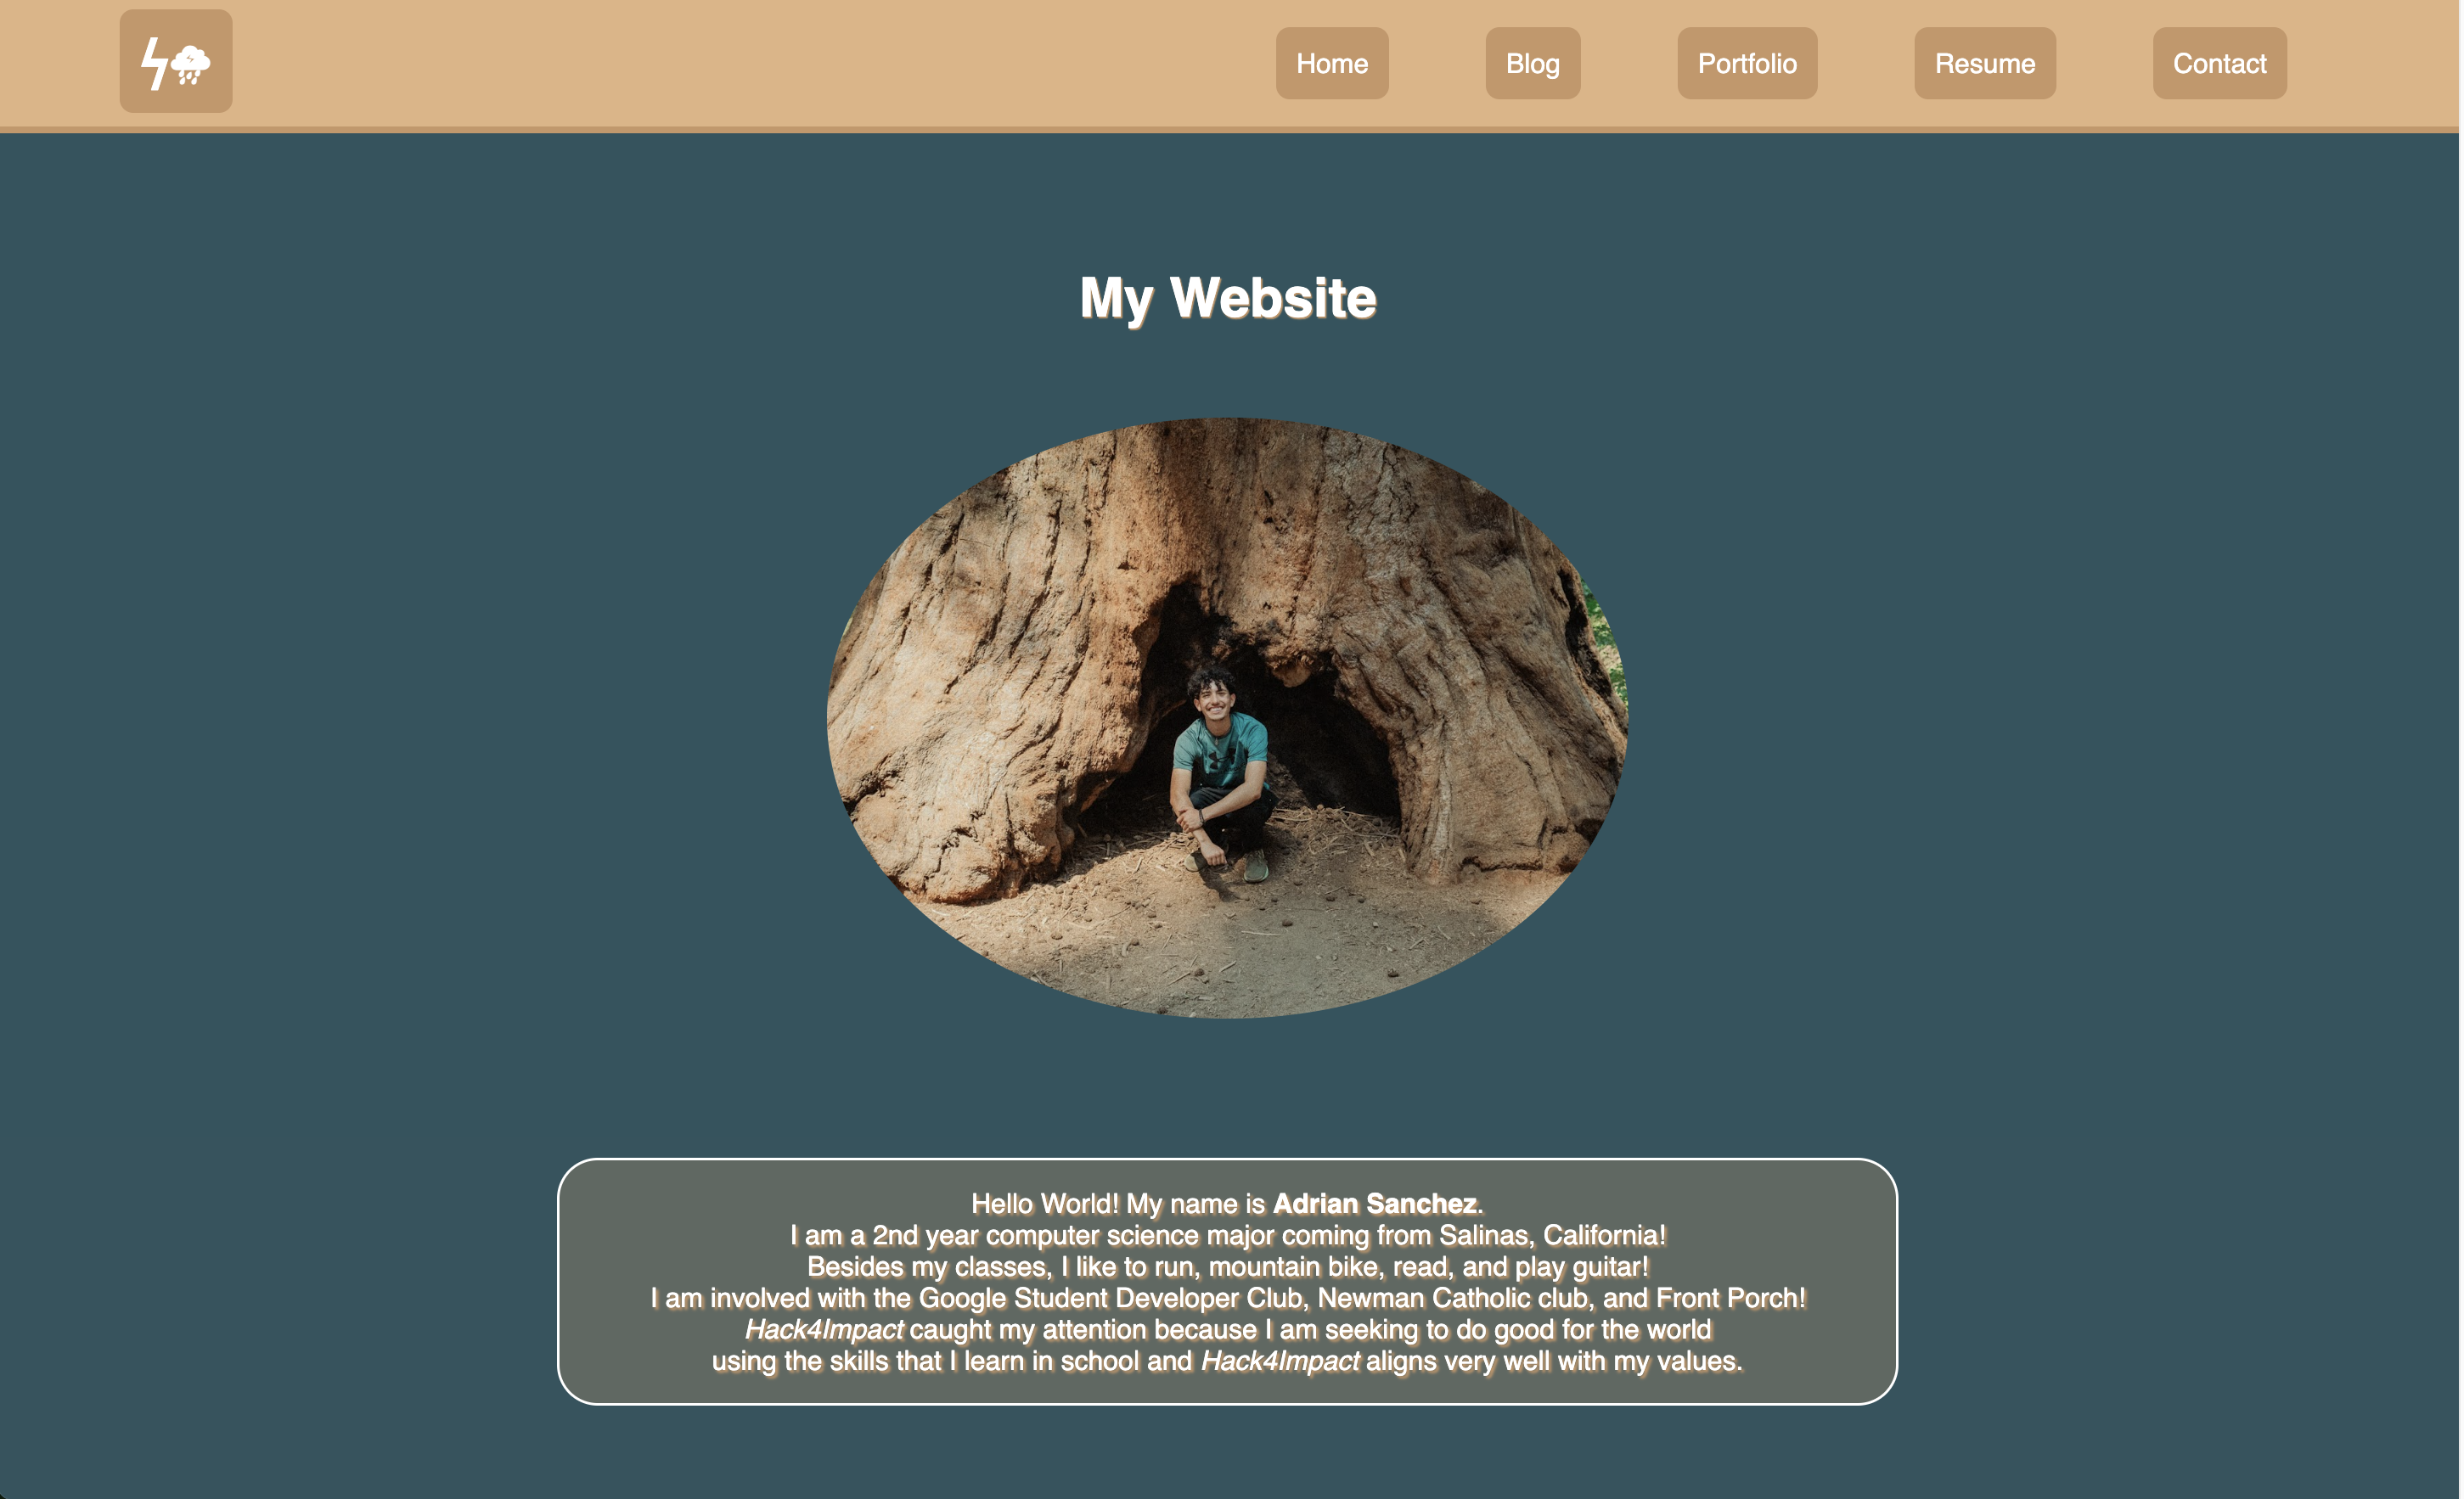 Home
Blog
Portfolio
Resume
Contact
My Website
Hello World! My name is Adrian Sanchez.
I am a 2nd year computer science major coming from Salinas, California!
Besides my classes, I like to run, mountain bike, read, and play guitar!
I am involved with the Google Student Developer Club, Newman Catholic club, and Front Porch!
Hack4Impact caught my attention because I am seeking to do good for the world
using the skills that I learn in school and Hack4Impact aligns very well with my values.